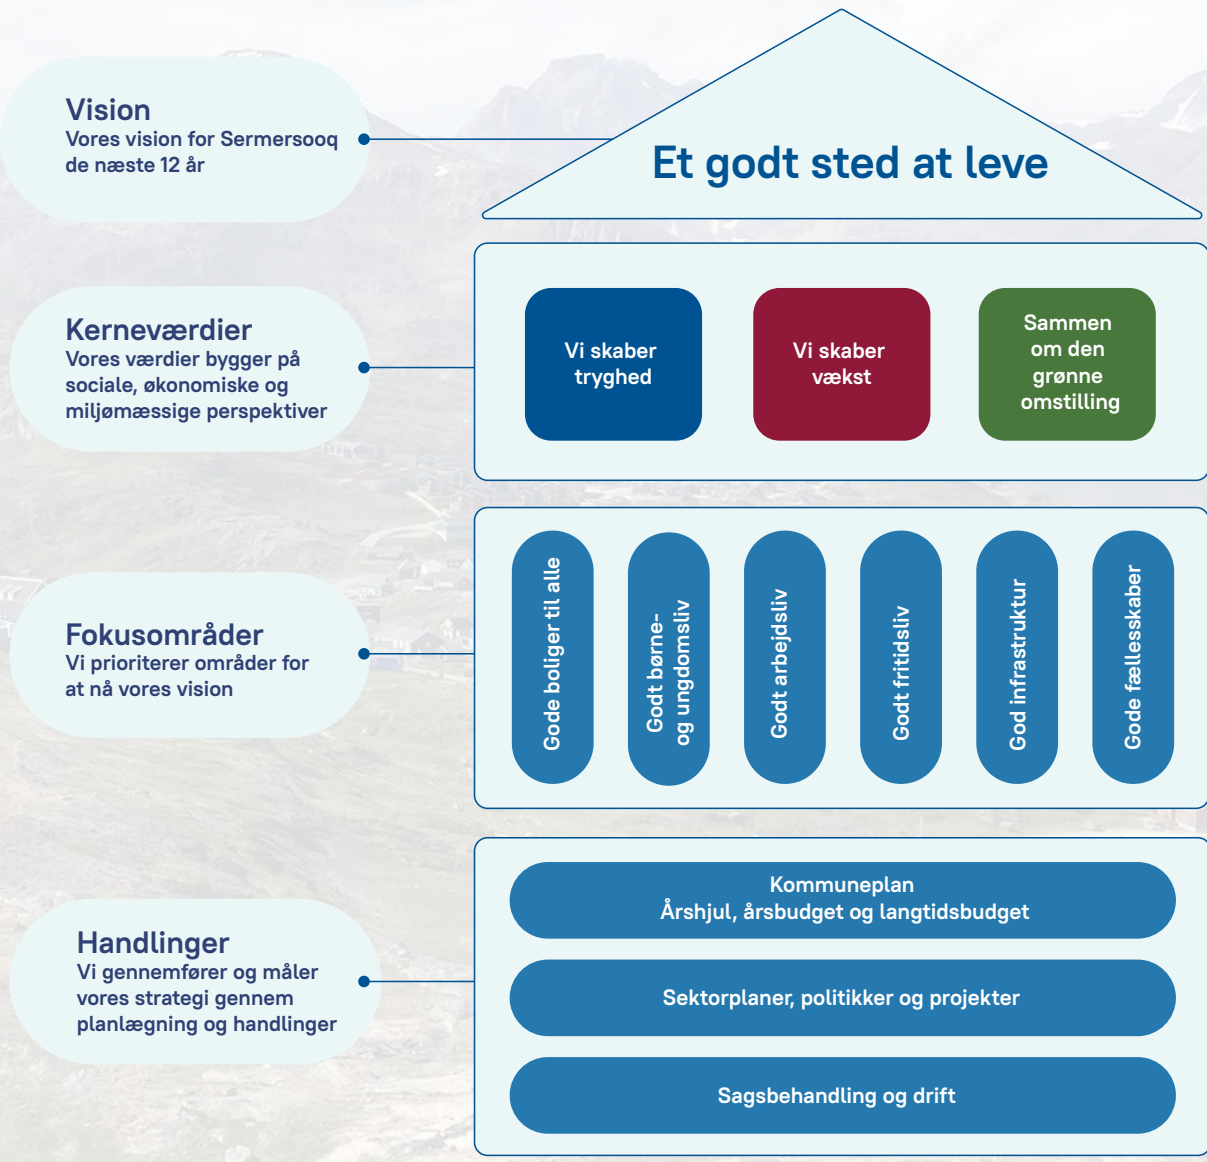 Vision
Vores vision for Sermersooq
de næste 12 år
Et godt sted at leve
Kerneværdier
Vores værdier bygger på
sociale, økonomiske og
miljømæssige perspektiver
Vi skaber
tryghed
Vi skaber
vækst
Sammen
om den
grønne
omstilling
Fokusområder
Vi prioriterer områder for
at nå vores vision
Gode boliger til alle
Godt børne-
og ungdomsliv
Godt arbejdsliv
Godt fritidsliv
God infrastruktur
Gode fællesskaber
Handlinger
Vi gennemfører og måler
vores strategi gennem
planlægning og handlinger
Kommuneplan
Årshjul, årsbudget og langtidsbudget
Sektorplaner, politikker og projekter
Sagsbehandling og drift